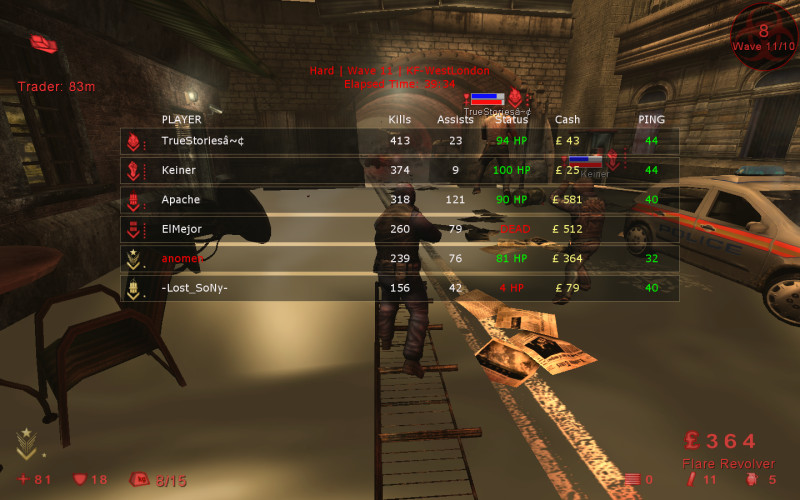 8
Wave 11/10
Trader: 83m
Hard | Wave 11 | KF-WestLondon
Elapsed Time:
TrueStoriesâ~¢
PLAYER Kills Assists Status Cash PING
TrueStoriesâ~¢ 413 23 94 HP £ 43 44
Keiner 374 9 100 HP £ 25 44
Keiner
Apache 318 121 90 HP £ 581 40
ElMejor 260 79 DEAD £ 512
anomen 239 76 81 HP £ 364 32
-Lost_SoNy- 156 42 4 HP £ 79 40
POLICE
£364
Flare Revolver
81 18 8/15 0 11 5